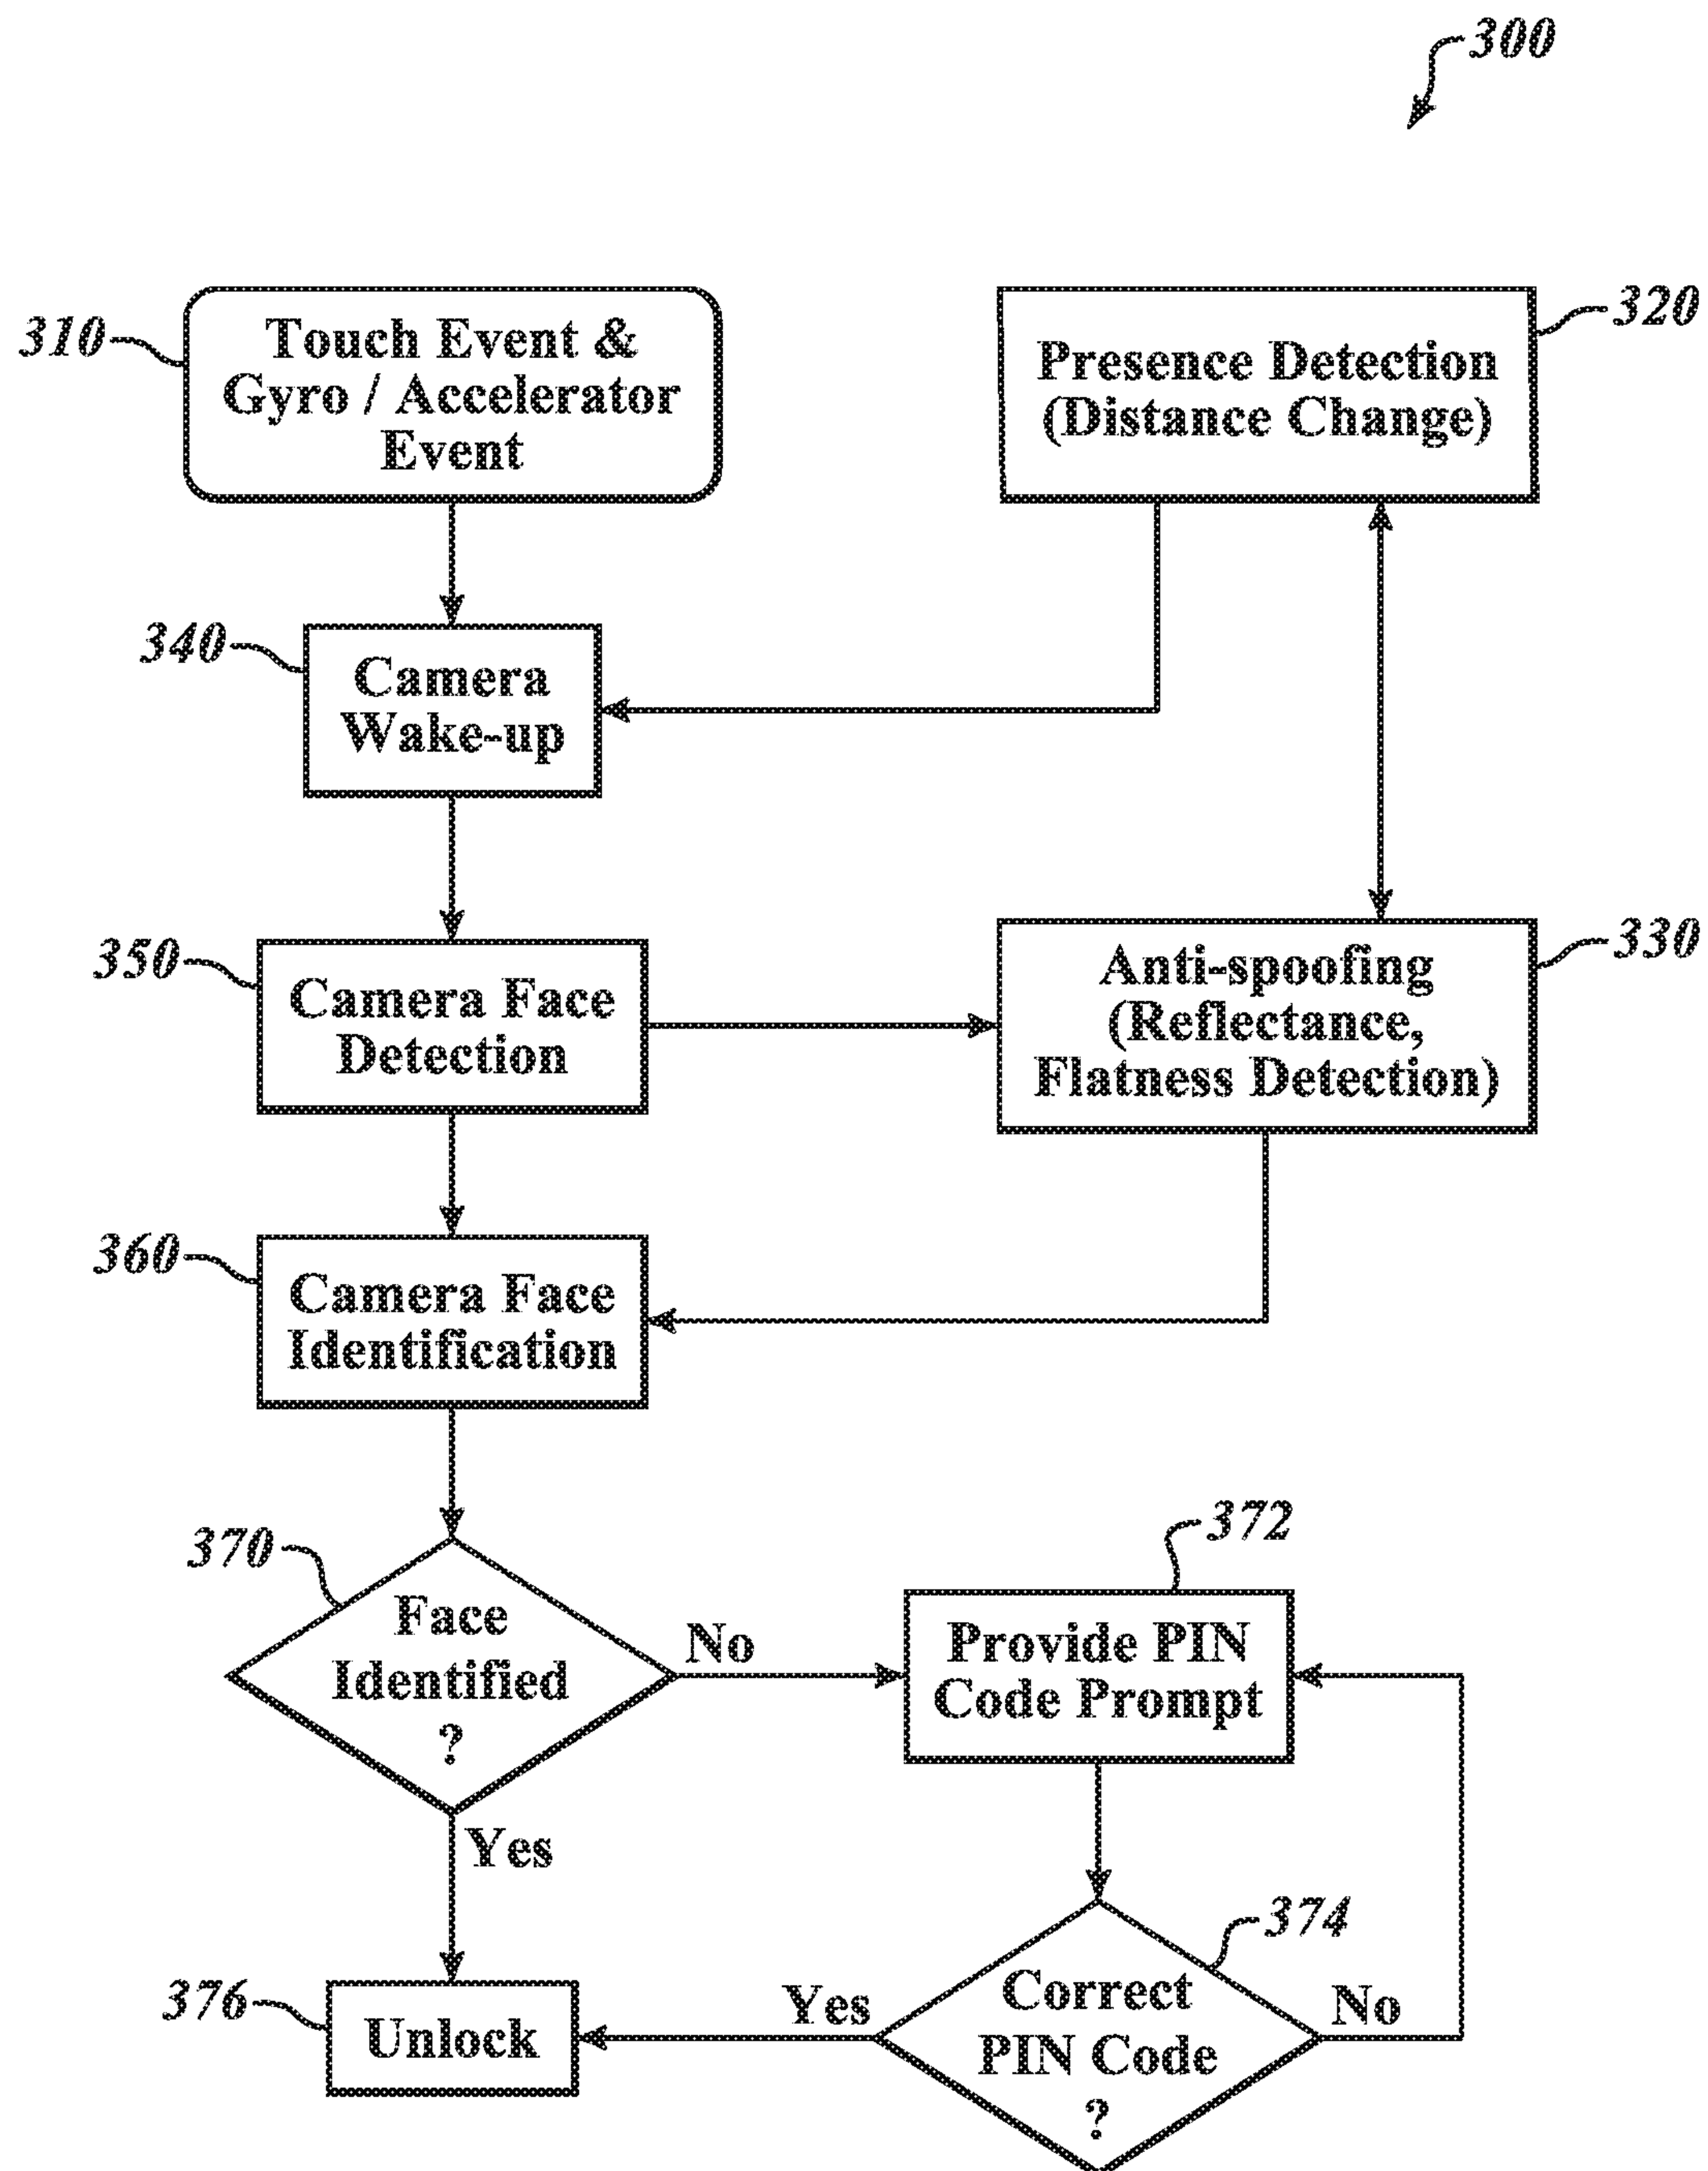 300
310
Touch Event &
Gyro / Accelerator
Event
320
Presence Detection
(Distance Change)
340
Camera
Wake-up
350
Camera Face
Detection
330
Anti-spoofing
(Reflectance,
Flatness Detection)
360
Camera Face
Identification
370
Face
Identified
?
No
Yes
372
Provide PIN
Code Prompt
374
Correct
PIN Code
?
Yes
No
376
Unlock